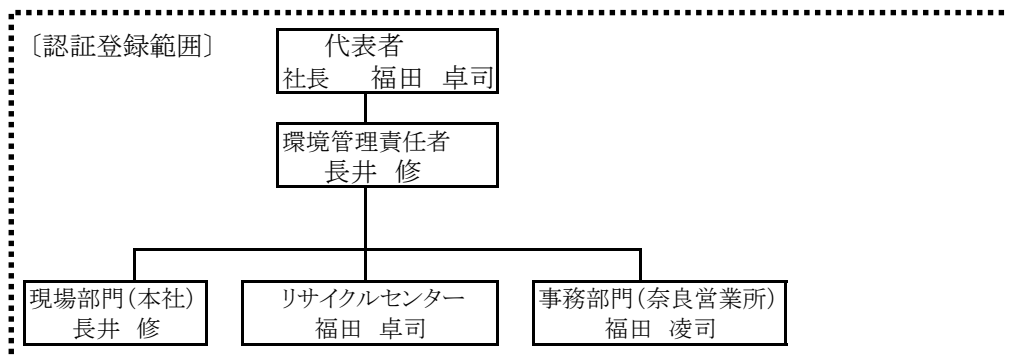 〔認証登録範囲〕
代表者
社長 福田 卓司
環境管理責任者
長井 修
現場部門(本社)
長井 修
リサイクルセンター
福田 卓司
事務部門(奈良営業所)
福田 凌司